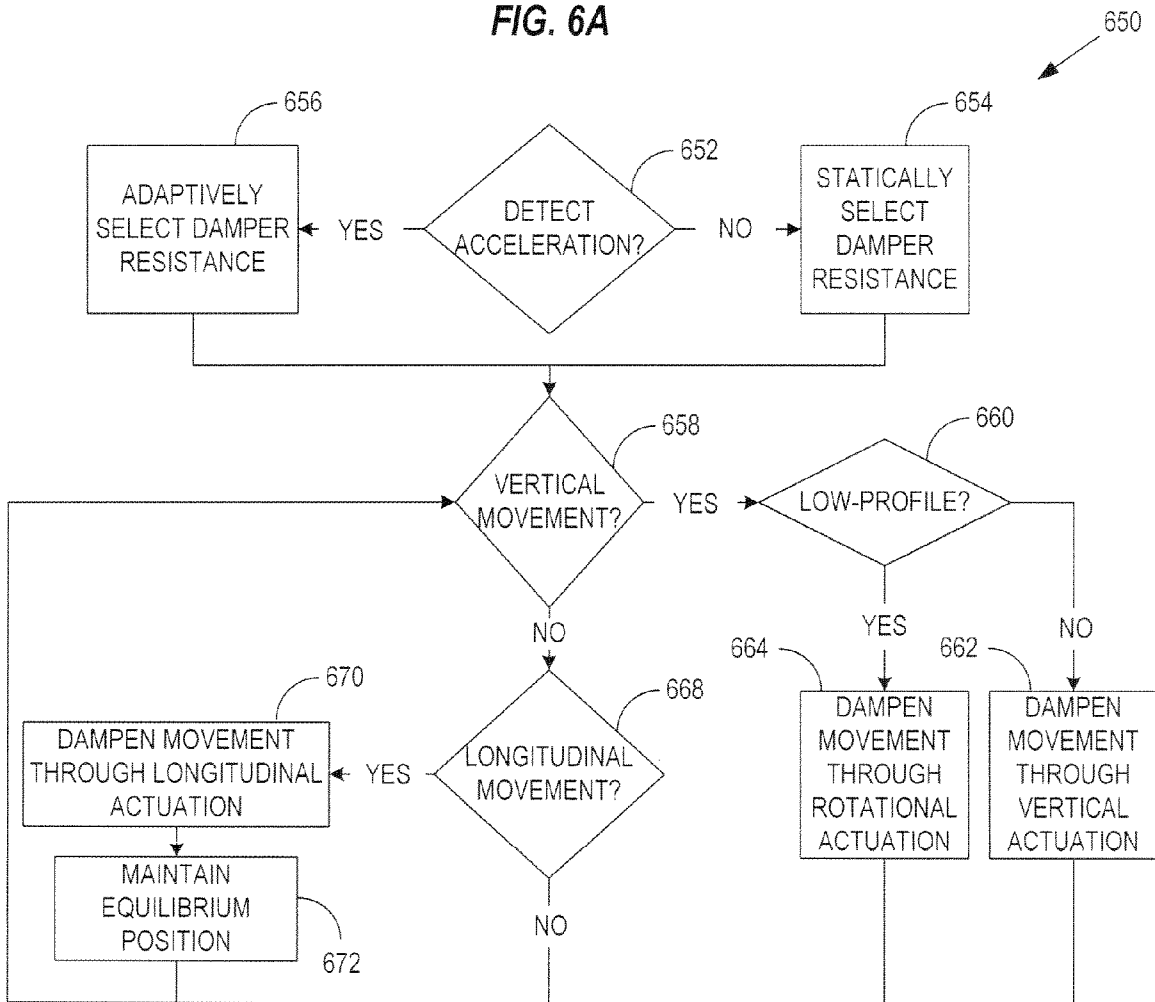 FIG. 6A
650
656
654
652
ADAPTIVELY
SELECT DAMPER
RESISTANCE
YES
DETECT
ACCELERATION?
NO
STATICALLY
SELECT
DAMPER
RESISTANCE
658
660
VERTICAL
MOVEMENT?
YES
LOW-PROFILE?
NO
YES
NO
670
668
664
662
DAMPEN MOVEMENT
THROUGH LONGITUDINAL
ACTUATION
YES
LONGITUDINAL
MOVEMENT?
DAMPEN
MOVEMENT
THROUGH
ROTATIONAL
ACTUATION
DAMPEN
MOVEMENT
THROUGH
VERTICAL
ACTUATION
MAINTAIN
EQUILIBRIUM
POSITION
672
NO